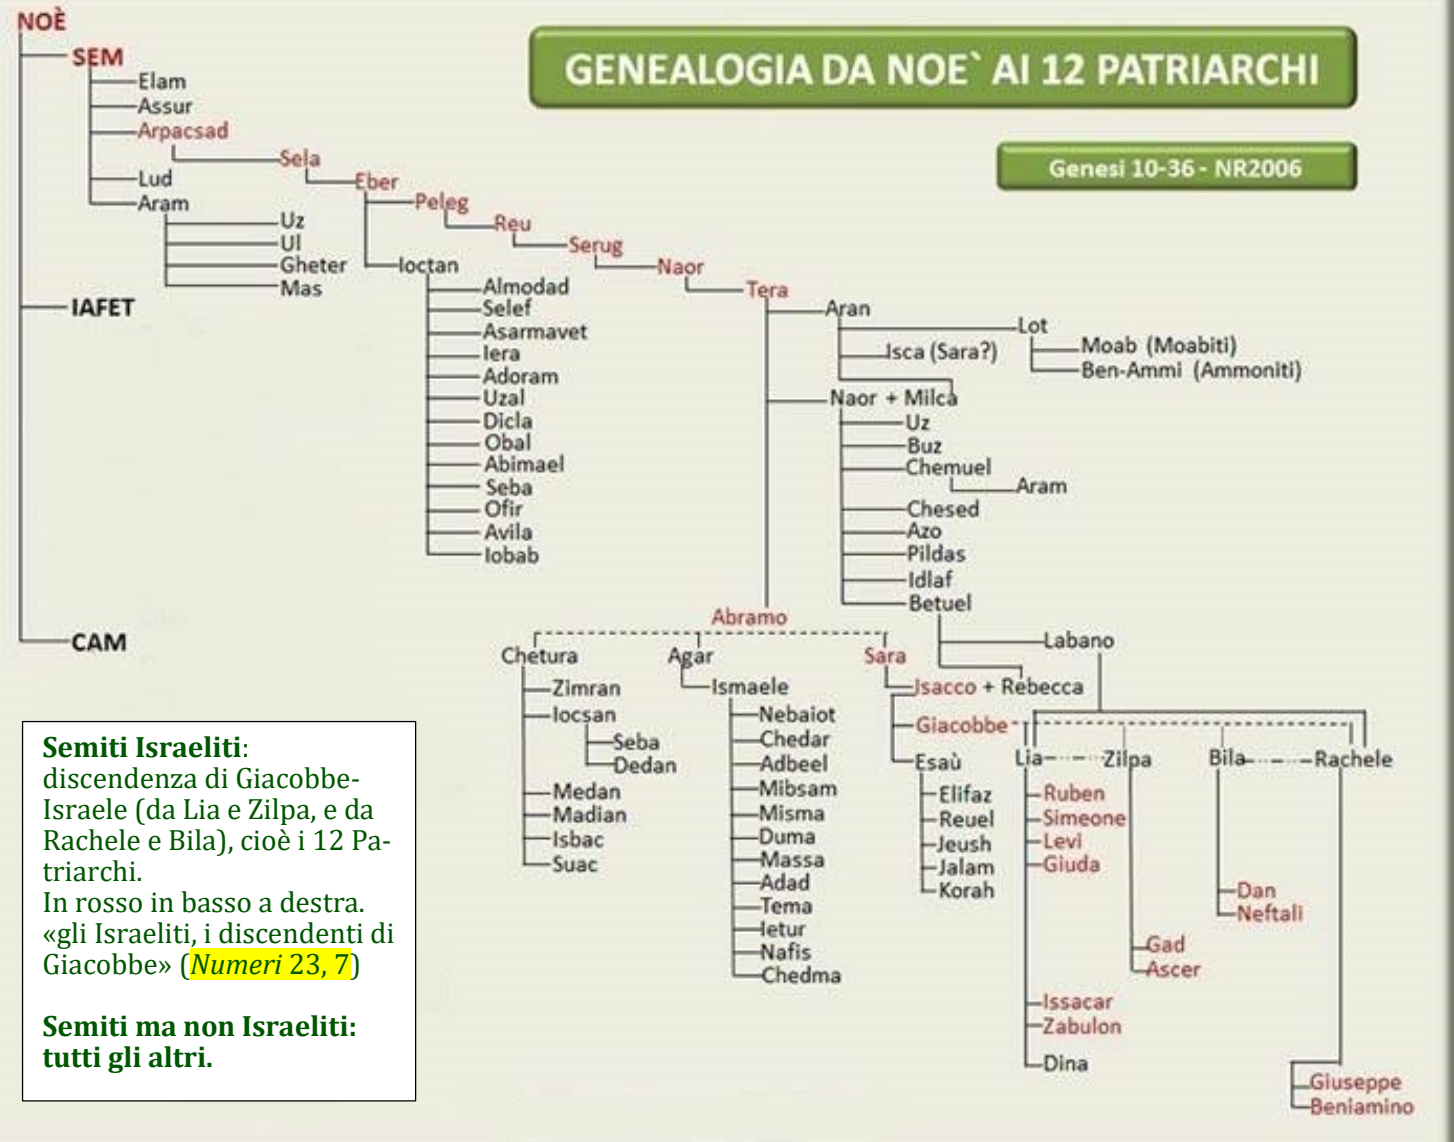 NOÈ
SEM
GENEALOGIA DA NOE` AI 12 PATRIARCHI
Genesi 10-36 - NR2006
Elam
Assur
Arpacsad
Sela
Eber
Lud
Aram
Peleg
Reu
Serug
Naor
Tera
Uz
Ul
Gheter
Mas
Ioctan
Almodad
Selef
Asarmavet
Iera
Adoram
Uzal
Dicla
Obal
Abimael
Seba
Ofir
Avila
Iobab
IAFET
CAM
Aran
Lot
Isca (Sara?)
Moab (Moabiti)
Ben-Ammi (Ammoniti)
Naor + Milca
Uz
Buz
Chemuel
Aram
Chesed
Azo
Pildas
Idlaf
Betuel
Labano
Abramo
Chetura
Agar
Sara
Zimran
Iocsan
Seba
Dedan
Medan
Madian
Isbac
Suac
Ismaele
Nebaiot
Chedar
Adbeel
Mibsam
Misma
Duma
Massa
Adad
Tema
Ietur
Nafis
Chedma
Isacco + Rebecca
Giacobbe
Esaù
Elifaz
Reuel
Jeush
Jalam
Korah
Lia
Zilpa
Bila
Rachele
Ruben
Simeone
Levi
Giuda
Dan
Neftali
Gad
Ascer
Issacar
Zabulon
Dina
Giuseppe
Beniamino
Semiti Israeliti:
discendenza di Giacobbe-
Israele (da Lia e Zilpa, e da
Rachele e Bila), cioè i 12 Pa-
triarchi.
In rosso in basso a destra.
«gli Israeliti, i discendenti di
Giacobbe» (Numeri 23, 7)
Semiti ma non Israeliti:
tutti gli altri.